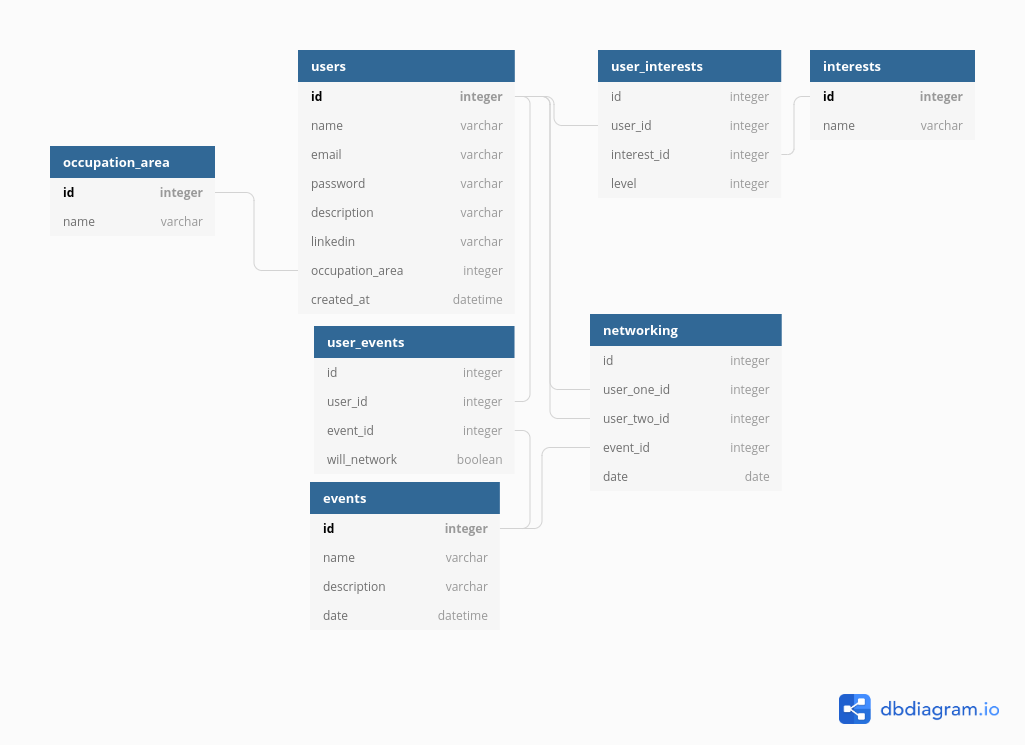 users
id integer
name varchar
email varchar
password varchar
description varchar
linkedin varchar
occupation_area integer
created_at datetime
user_interests
id integer
user_id integer
interest_id integer
level integer
interests
id integer
name varchar
occupation_area
id integer
name varchar
user_events
id integer
user_id integer
event_id integer
will_network boolean
networking
id integer
user_one_id integer
user_two_id integer
event_id integer
date date
events
id integer
name varchar
description varchar
date datetime
dbdiagram.io